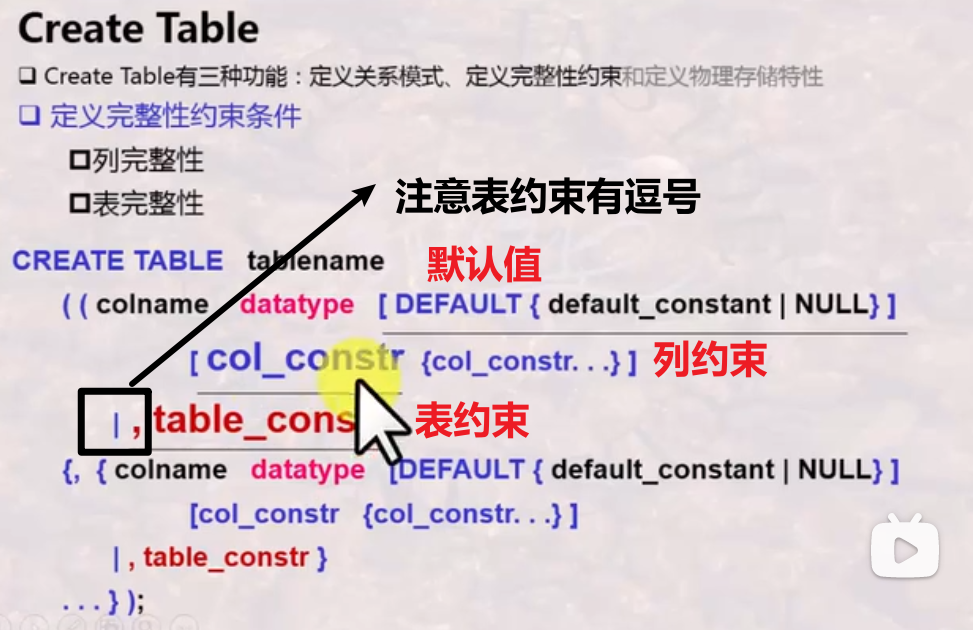 Create Table
Create Table有三种功能：定义关系模式、定义完整性约束和定义物理存储特性
定义完整性约束条件
列完整性
表完整性
注意表约束有逗号
CREATE TABLE tablename 默认值
( ( colname datatype [ DEFAULT { default_constant | NULL} ]
[ col_constr {col_constr. . .} ] 列约束
| , table_cons 表约束
{, { colname datatype [DEFAULT { default_constant | NULL} ]
[col_constr {col_constr. . .} ]
| , table_constr }
. . . } );